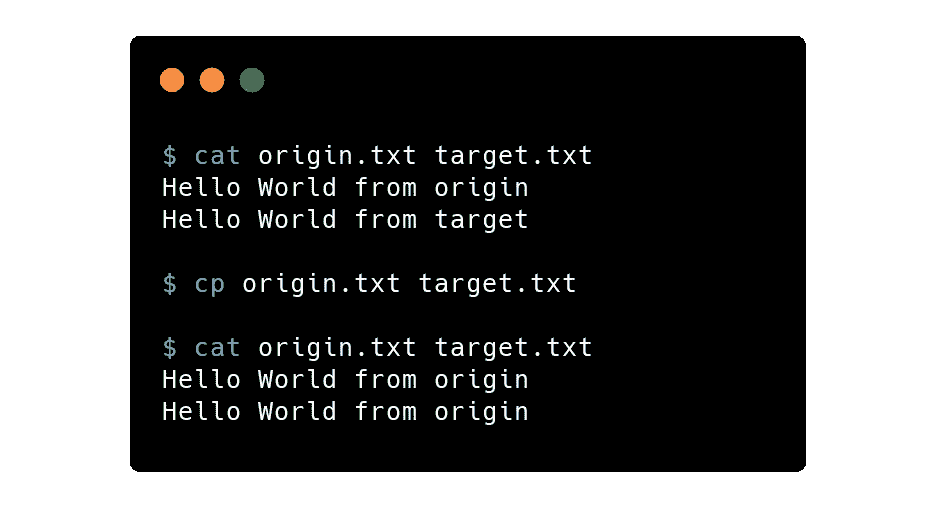 $ cat origin.txt target.txt
Hello World from origin
Hello World from target
$ cp origin.txt target.txt
$ cat origin.txt target.txt
Hello World from origin
Hello World from origin